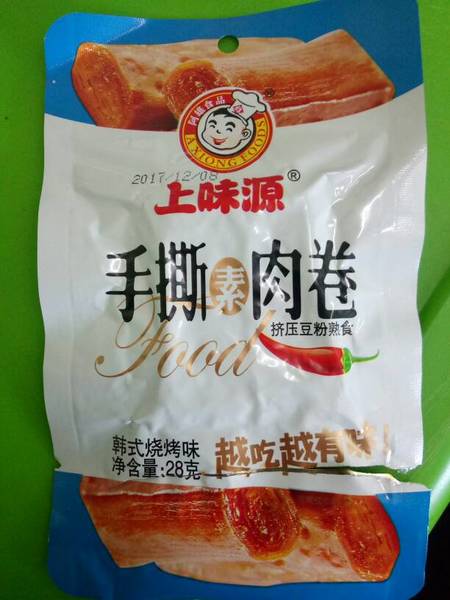 阿雄食品
AXIONG FOODS
®
2017/12/08
上味源®
手撕素肉卷
Food
挤压豆粉熟食
韩式烧烤味
净含量:28克
越吃越有味!